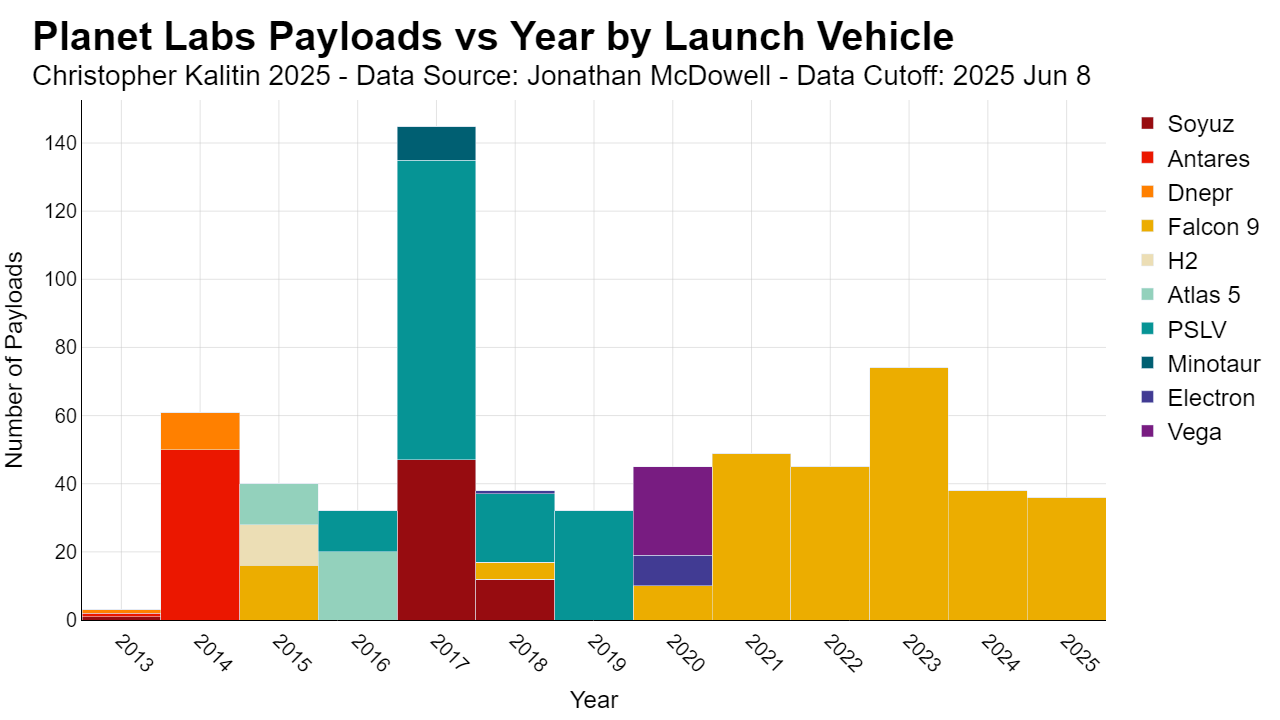 Planet Labs Payloads vs Year by Launch Vehicle
Christopher Kalitin 2025 - Data Source: Jonathan McDowell - Data Cutoff: 2025 Jun 8
Number of Payloads
140
120
100
80
60
40
20
0
2013
2014
2015
2016
2017
2018
2019
2020
2021
2022
2023
2024
2025
Year
Soyuz
Antares
Dnepr
Falcon 9
H2
Atlas 5
PSLV
Minotaur
Electron
Vega